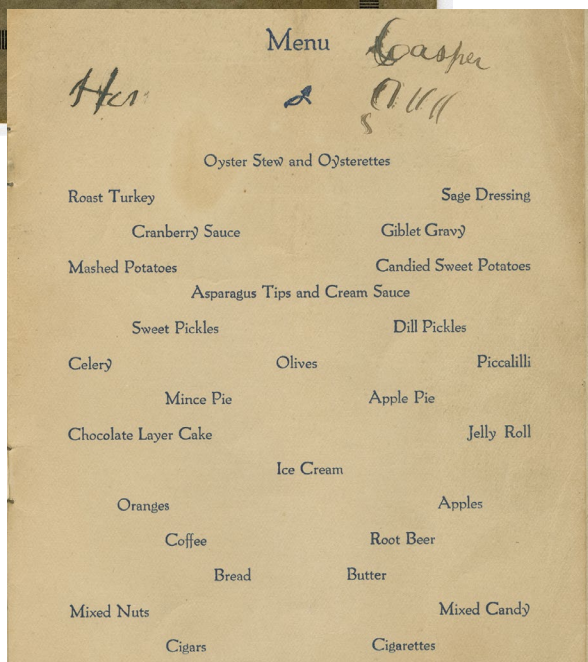 Menu Casper
Oyster Stew and Oysterettes
Roast Turkey Sage Dressing
Cranberry Sauce Giblet Gravy
Mashed Potatoes Candied Sweet Potatoes
Asparagus Tips and Cream Sauce
Sweet Pickles Dill Pickles
Celery Olives Piccalilli
Mince Pie Apple Pie
Chocolate Layer Cake Jelly Roll
Ice Cream
Oranges Apples
Coffee Root Beer
Bread Butter
Mixed Nuts Mixed Candy
Cigars Cigarettes